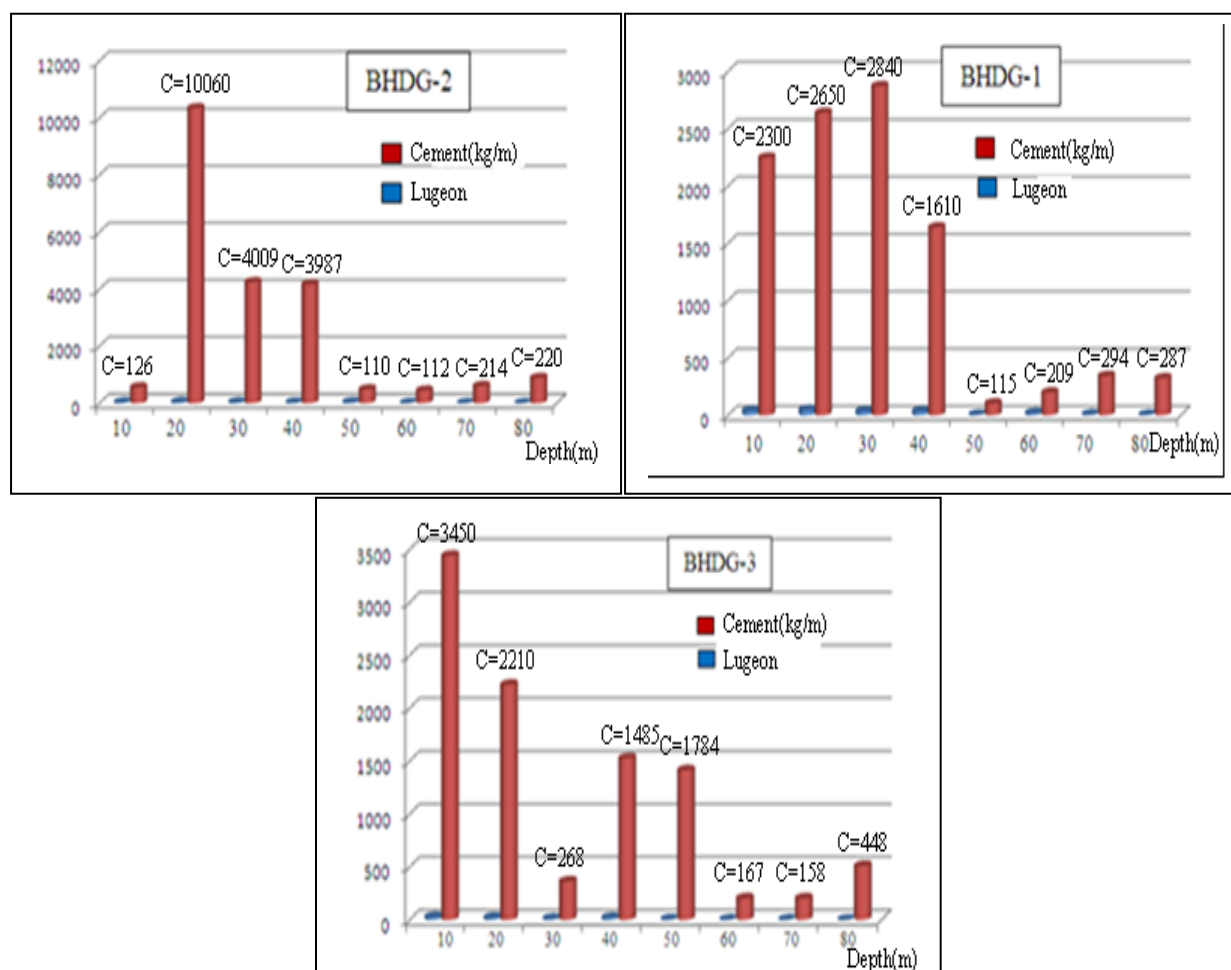 BHDG-2
12000
10000
8000
6000
4000
2000
0
C=126
C=10060
C=4009
C=3987
C=110
C=112
C=214
C=220
Cement(kg/m)
Lugeon
10 20 30 40 50 60 70 80
Depth(m)
BHDG-1
3000
2500
2000
1500
1000
500
0
C=2300
C=2650
C=2840
C=1610
C=115
C=209
C=294
C=287
Cement(kg/m)
Lugeon
10 20 30 40 50 60 70 80
Depth(m)
BHDG-3
3500
3000
2500
2000
1500
1000
500
0
C=3450
C=2210
C=268
C=1485
C=1784
C=167
C=158
C=448
Cement(kg/m)
Lugeon
10 20 30 40 50 60 70 80
Depth(m)